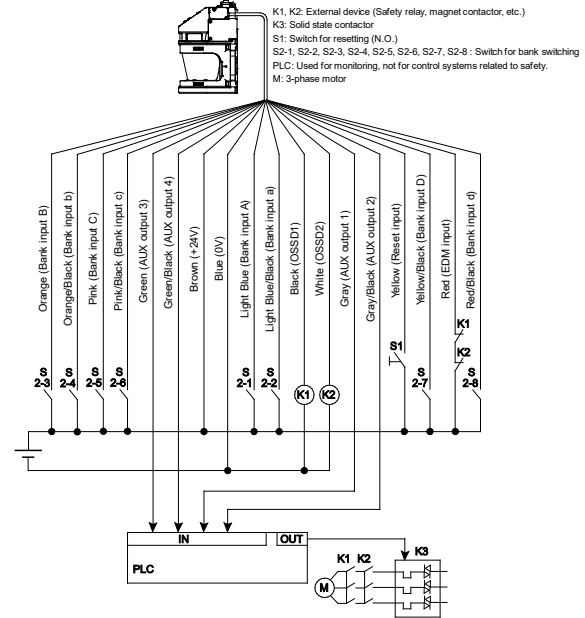 K1, K2: External device (Safety relay, magnet contactor, etc.)
K3: Solid state contactor
S1: Switch for resetting (N.O.)
S2-1, S2-2, S2-3, S2-4, S2-5, S2-6, S2-7, S2-8 : Switch for bank switching
PLC: Used for monitoring, not for control systems related to safety.
M: 3-phase motor
Orange (Bank input B)
Orange/Black (Bank input b)
Pink (Bank input C)
Pink/Black (Bank input c)
Green (AUX output 3)
Green/Black (AUX output 4)
Brown (+24V)
Blue (0V)
Light Blue (Bank input A)
Light Blue/Black (Bank input a)
Black (OSSD1)
White (OSSD2)
Gray (AUX output 1)
Gray/Black (AUX output 2)
Yellow (Reset input)
Yellow/Black (Bank input D)
Red (EDM input)
Red/Black (Bank input d)
S
2-3
S
2-4
S
2-5
S
2-6
S
2-1
S
2-2
K1
K2
S1
S
2-7
K1
K2
S
2-8
IN
OUT
PLC
K1 K2
K3
M